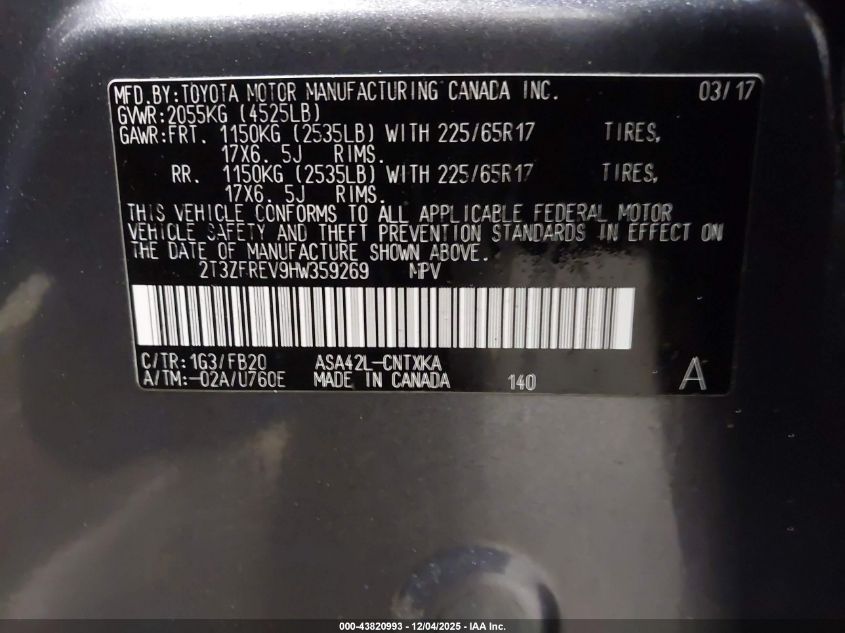 MFD.BY:TOYOTA MOTOR MANUFACTURING CANADA INC. 03/17
GVWR:2055KG (4525LB)
GAWR:FRT. 1150KG (2535LB) WITH 225/65R17 TIRES,
17X6. 5J RIMS.
RR. 1150KG (2535LB) WITH 225/65R17 TIRES,
17X6. 5J RIMS.
THIS VEHICLE CONFORMS TO ALL APPLICABLE FEDERAL MOTOR
VEHICLE SAFETY AND THEFT PREVENTION STANDARDS IN EFFECT ON
THE DATE OF MANUFACTURE SHOWN ABOVE.
2T3ZFREV9HW359269 MPV
C/TR:1G3/FB20 ASA42L-CNTXKA
A/TM:-02A/U760E MADE IN CANADA 140 A
000-43820993 - 12/04/2025 - IAA Inc.